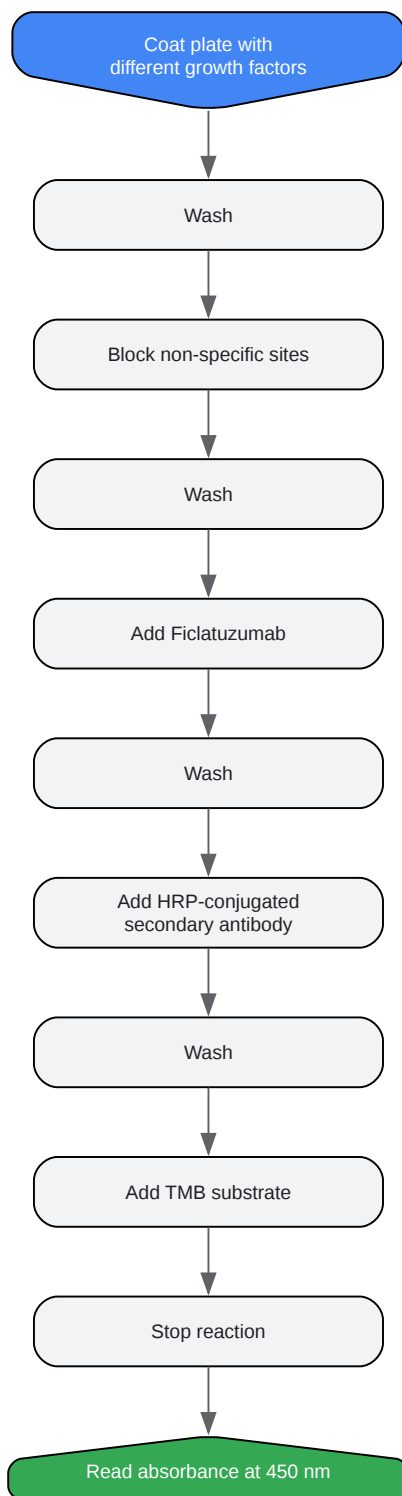 Coat plate with
different growth factors
Wash
Block non-specific sites
Wash
Add Ficlatuzumab
Wash
Add HRP-conjugated
secondary antibody
Wash
Add TMB substrate
Stop reaction
Read absorbance at 450 nm